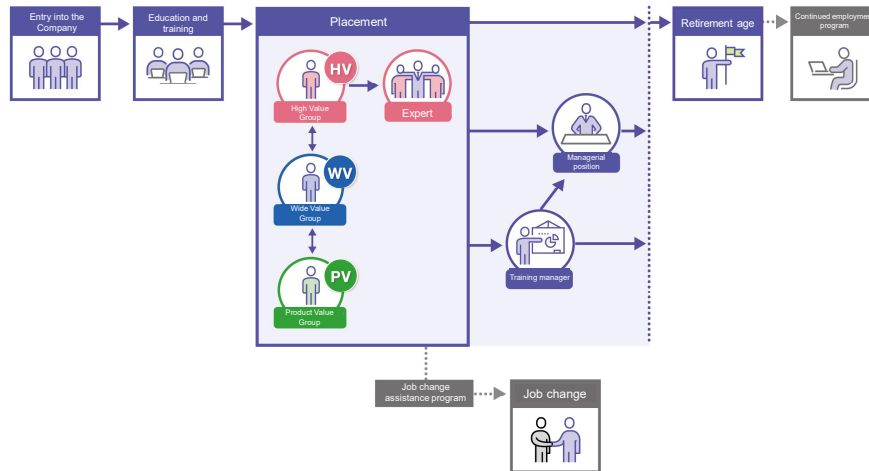 Entry into the
Company
Education and
training
Placement
Retirement age
Continued employment
program
HV
High Value
Group
Expert
WV
Wide Value
Group
Managerial
position
PV
Product Value
Group
Training manager
Job change
assistance program
Job change